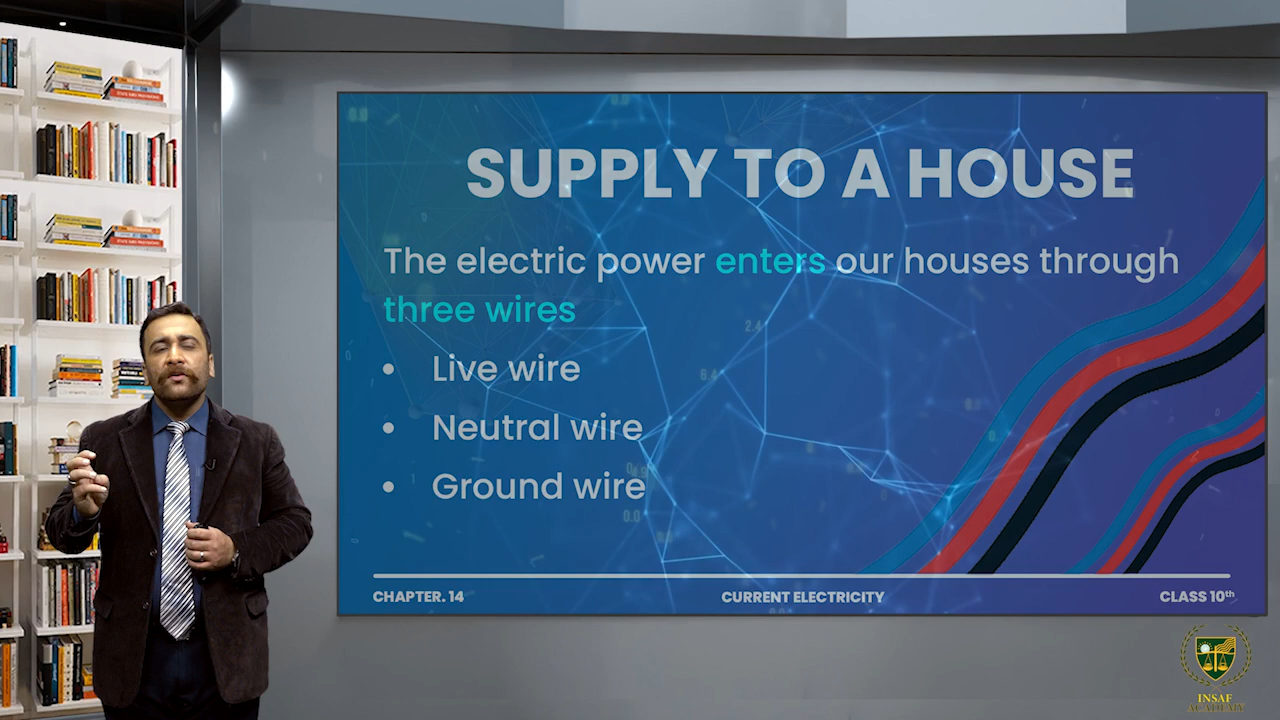 SUPPLY TO A HOUSE
The electric power enters our houses through
three wires
• Live wire
• Neutral wire
• Ground wire
CHAPTER. 14
CURRENT ELECTRICITY
CLASS 10th
INSAF
ACADEMY